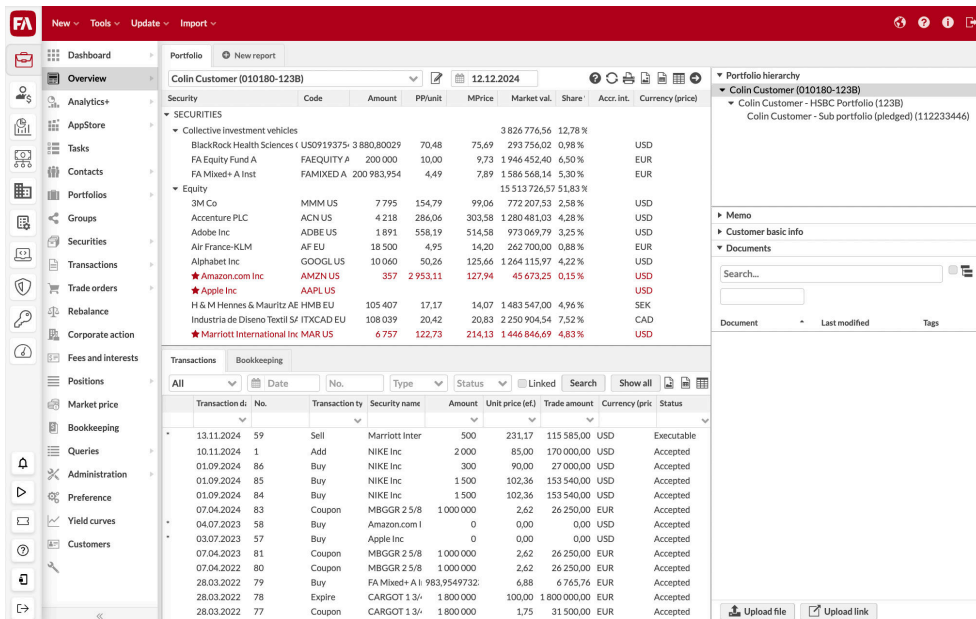 FA New Tools Update Import
Dashboard
Overview
Analytics+
AppStore
Tasks
Contacts
Portfolios
Groups
Securities
Transactions
Trade orders
Rebalance
Corporate action
Fees and interests
Positions
Market price
Bookkeeping
Queries
Administration
Preference
Yield curves
Customers
Portfolio New report
Colin Customer (010180-123B) 12.12.2024
Security Code Amount PP/unit MPrice Market val. Share Accr. int. Currency (price)
SECURITIES
Collective investment vehicles 3 826 776,56 12,78 %
BlackRock Health Sciences ( US0919375 3 880,80029 70,48 75,69 293 756,02 0,98 % USD
FA Equity Fund A FAEQUITY A 200 000 10,00 9,73 1 946 452,40 6,50 % EUR
FA Mixed+ A Inst FAMIXED A 200 983,954 4,49 7,89 1 586 568,14 5,30 % EUR
Equity 15 513 726,57 51,83 %
3M Co MMM US 7 795 154,79 99,06 772 207,53 2,58 % USD
Accenture PLC ACN US 4 218 286,06 303,58 1 280 481,03 4,28 % USD
Adobe Inc ADBE US 1 891 558,19 514,58 973 069,79 3,25 % USD
Air France-KLM AF EU 18 500 4,95 14,20 262 700,00 0,88 % EUR
Alphabet Inc GOOGL US 10 060 50,26 125,66 1 264 115,97 4,22 % USD
★ Amazon.com Inc AMZN US 357 2 953,11 127,94 45 673,25 0,15 % USD
★ Apple Inc AAPL US USD
H & M Hennes & Mauritz AE HMB EU 105 407 17,17 14,07 1 483 547,00 4,96 % SEK
Industria de Diseno Textil SA ITXCAD EU 108 039 20,42 20,83 2 250 904,54 7,52 % CAD
★ Marriott International Inc MAR US 6 757 122,73 214,13 1 446 846,69 4,83 % USD
Transactions Bookkeeping
All Date No. Type Status Linked Search Show all
Transaction da No. Transaction ty Security name Amount Unit price (ef.) Trade amount Currency (pric Status
* 13.11.2024 59 Sell Marriott Inter 500 231,17 115 585,00 USD Executable
10.11.2024 1 Add NIKE Inc 2 000 85,00 170 000,00 USD Accepted
01.09.2024 86 Buy NIKE Inc 300 90,00 27 000,00 USD Accepted
01.09.2024 85 Buy NIKE Inc 1 500 102,36 153 540,00 USD Accepted
01.09.2024 84 Buy NIKE Inc 1 500 102,36 153 540,00 USD Accepted
07.04.2024 83 Coupon MBGGR 2 5/8 1 000 000 2,62 26 250,00 EUR Accepted
* 04.07.2023 58 Buy Amazon.com I 0 0,00 0,00 USD Accepted
* 03.07.2023 57 Buy Apple Inc 0 0,00 0,00 USD Accepted
07.04.2023 81 Coupon MBGGR 2 5/8 1 000 000 2,62 26 250,00 EUR Accepted
07.04.2022 80 Coupon MBGGR 2 5/8 1 000 000 2,62 26 250,00 EUR Accepted
28.03.2022 79 Buy FA Mixed+ A I 983,9549732 6,88 6 765,76 EUR Accepted
28.03.2022 78 Expire CARGOT 1 3/4 1 800 000 100,00 1 800 000,00 EUR Accepted
28.03.2022 77 Coupon CARGOT 1 3/4 1 800 000 1,75 31 500,00 EUR Accepted
Portfolio hierarchy
Colin Customer (010180-123B)
Colin Customer - HSBC Portfolio (123B)
Colin Customer - Sub portfolio (pledged) (112233446)
Memo
Customer basic info
Documents
Search...
Document Last modified Tags
Upload file Upload link